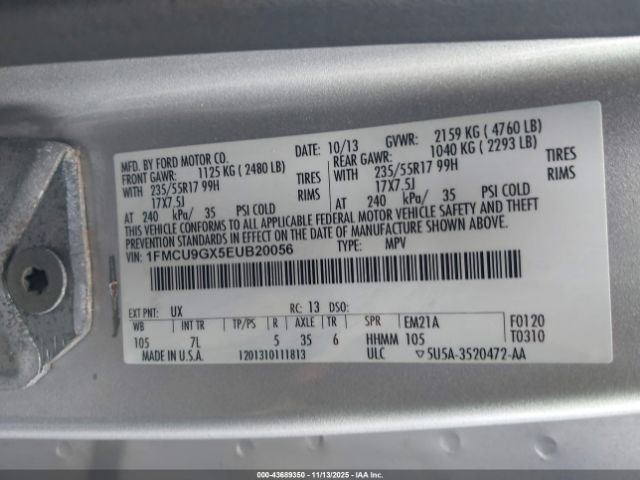 MFD. BY FORD MOTOR CO. DATE: 10/13 GVWR: 2159 KG ( 4760 LB)
FRONT GAWR: 1125 KG ( 2480 LB) REAR GAWR: 1040 KG ( 2293 LB)
WITH 235/55R17 99H TIRES WITH 235/55R17 99H TIRES
17X7.5J RIMS 17X7.5J RIMS
AT 240 kPa/ 35 PSI COLD AT 240 kPa/ 35 PSI COLD
THIS VEHICLE CONFORMS TO ALL APPLICABLE FEDERAL MOTOR VEHICLE SAFETY AND THEFT
PREVENTION STANDARDS IN EFFECT ON THE DATE OF MANUFACTURE SHOWN ABOVE.
VIN: 1FMCU9GX5EUB20056 TYPE: MPV
EXT PNT: UX RC: 13 DSO:
WB INT TR TP/PS R AXLE TR SPR EM21A F0120
105 7L 5 35 6 HHMM 105 T0310
MADE IN U.S.A. 1201310111813 ULC ▽5U5A-3520472-AA
000-43689350 | 11/13/2025 | IAAI.COM